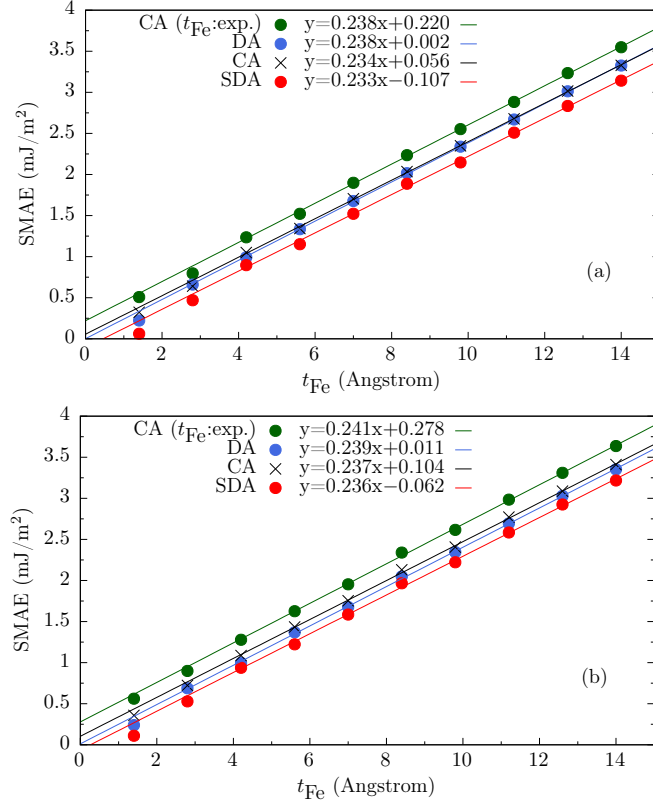 4
3.5
3
2.5
2
1.5
1
0.5
0
SMAE (mJ/m²)
CA (t_Fe:exp.) y=0.238x+0.220
DA y=0.238x+0.002
CA y=0.234x+0.056
SDA y=0.233x−0.107
(a)
0 2 4 6 8 10 12 14
t_Fe (Angstrom)
4
3.5
3
2.5
2
1.5
1
0.5
0
SMAE (mJ/m²)
CA (t_Fe:exp.) y=0.241x+0.278
DA y=0.239x+0.011
CA y=0.237x+0.104
SDA y=0.236x−0.062
(b)
0 2 4 6 8 10 12 14
t_Fe (Angstrom)